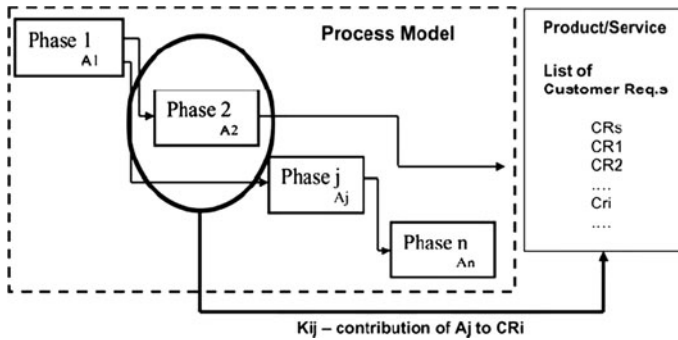 Process Model
Phase 1
A1
Phase 2
A2
Phase j
Aj
Phase n
An
Product/Service
List of
Customer Req.s
CRs
CR1
CR2
....
Cri
....
Kij – contribution of Aj to CRi